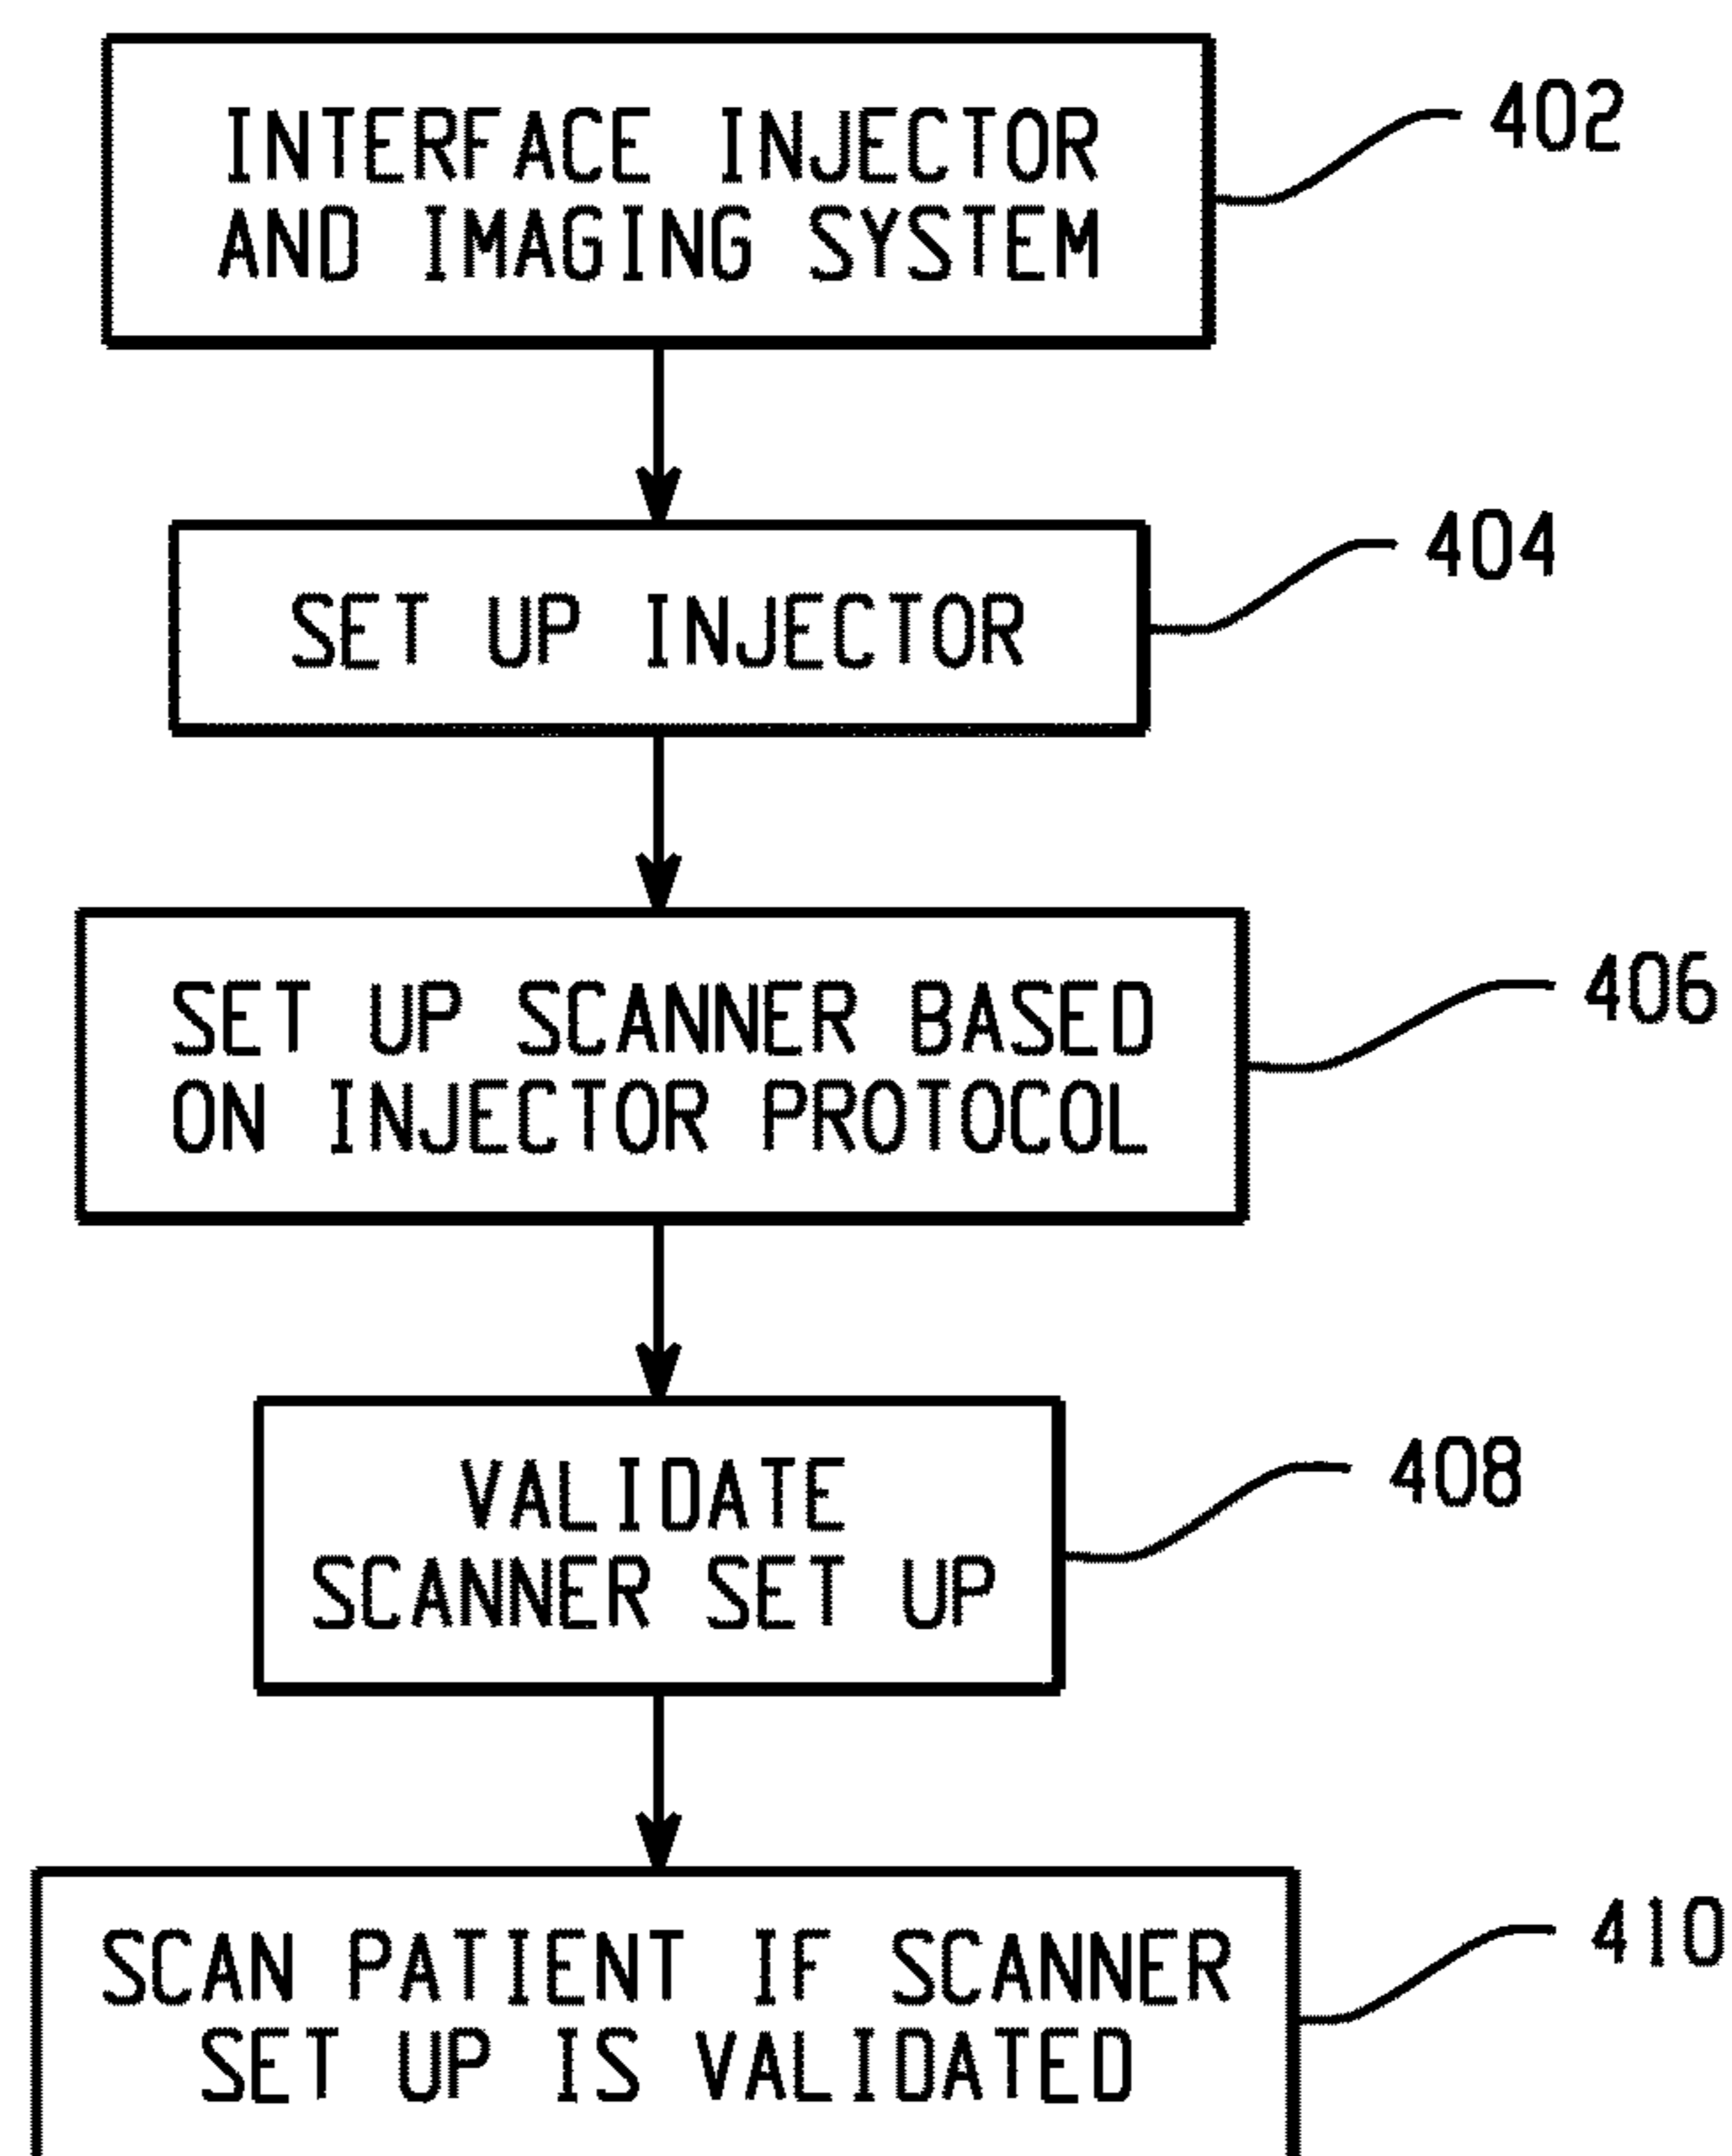 INTERFACE INJECTOR
AND IMAGING SYSTEM
402
SET UP INJECTOR
404
SET UP SCANNER BASED
ON INJECTOR PROTOCOL
406
VALIDATE
SCANNER SET UP
408
SCAN PATIENT IF SCANNER
SET UP IS VALIDATED
410